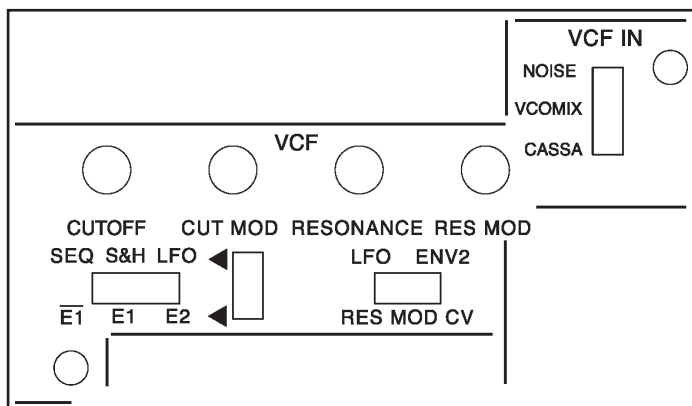 VCF IN
NOISE
VCOMIX
CASSA
VCF
CUTOFF CUT MOD RESONANCE RES MOD
SEQ S&H LFO
LFO ENV2
E̅1̅ E1 E2
RES MOD CV